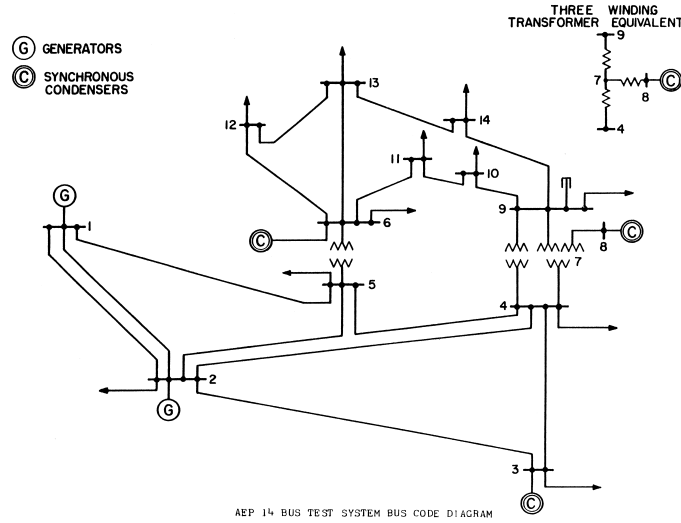 THREE WINDING
TRANSFORMER EQUIVALENT
9
7
8
C
4
G GENERATORS
C SYNCHRONOUS
CONDENSERS
13
14
12
11
10
G
1
9
6
C
8
C
7
5
4
2
G
3
C
AEP 14 BUS TEST SYSTEM BUS CODE DIAGRAM